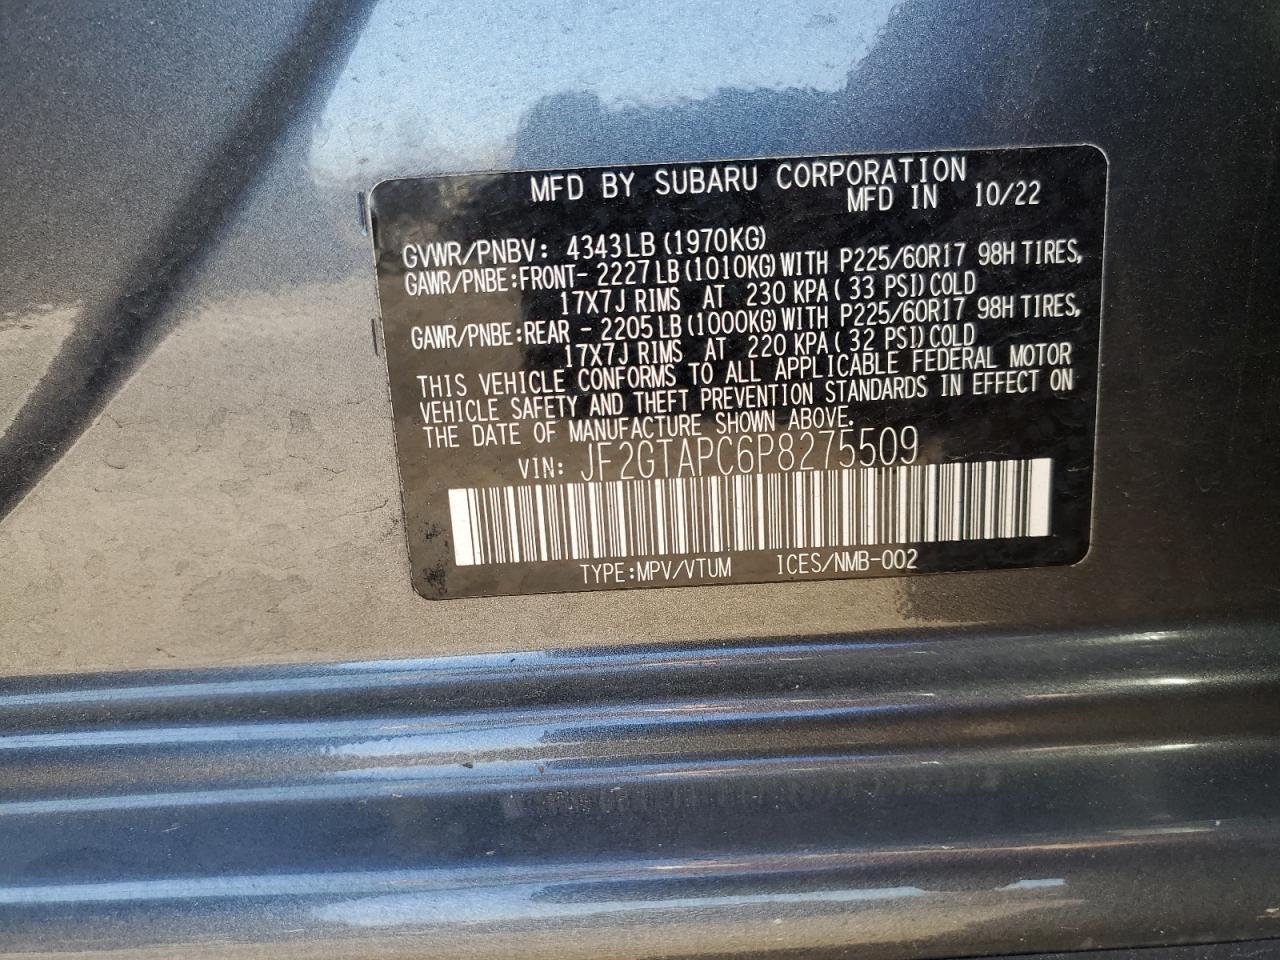 MFD BY SUBARU CORPORATION
MFD IN 10/22
GVWR/PNBV: 4343LB(1970KG)
GAWR/PNBE:FRONT- 2227LB(1010KG)WITH P225/60R17 98H TIRES,
17X7J RIMS AT 230 KPA(33 PSI)COLD
GAWR/PNBE:REAR - 2205LB(1000KG)WITH P225/60R17 98H TIRES,
17X7J RIMS AT 220 KPA(32 PSI)COLD
THIS VEHICLE CONFORMS TO ALL APPLICABLE FEDERAL MOTOR
VEHICLE SAFETY AND THEFT PREVENTION STANDARDS IN EFFECT ON
THE DATE OF MANUFACTURE SHOWN ABOVE.
VIN: JF2GTAPC6P8275509
TYPE:MPV/VTUM ICES/NMB-002